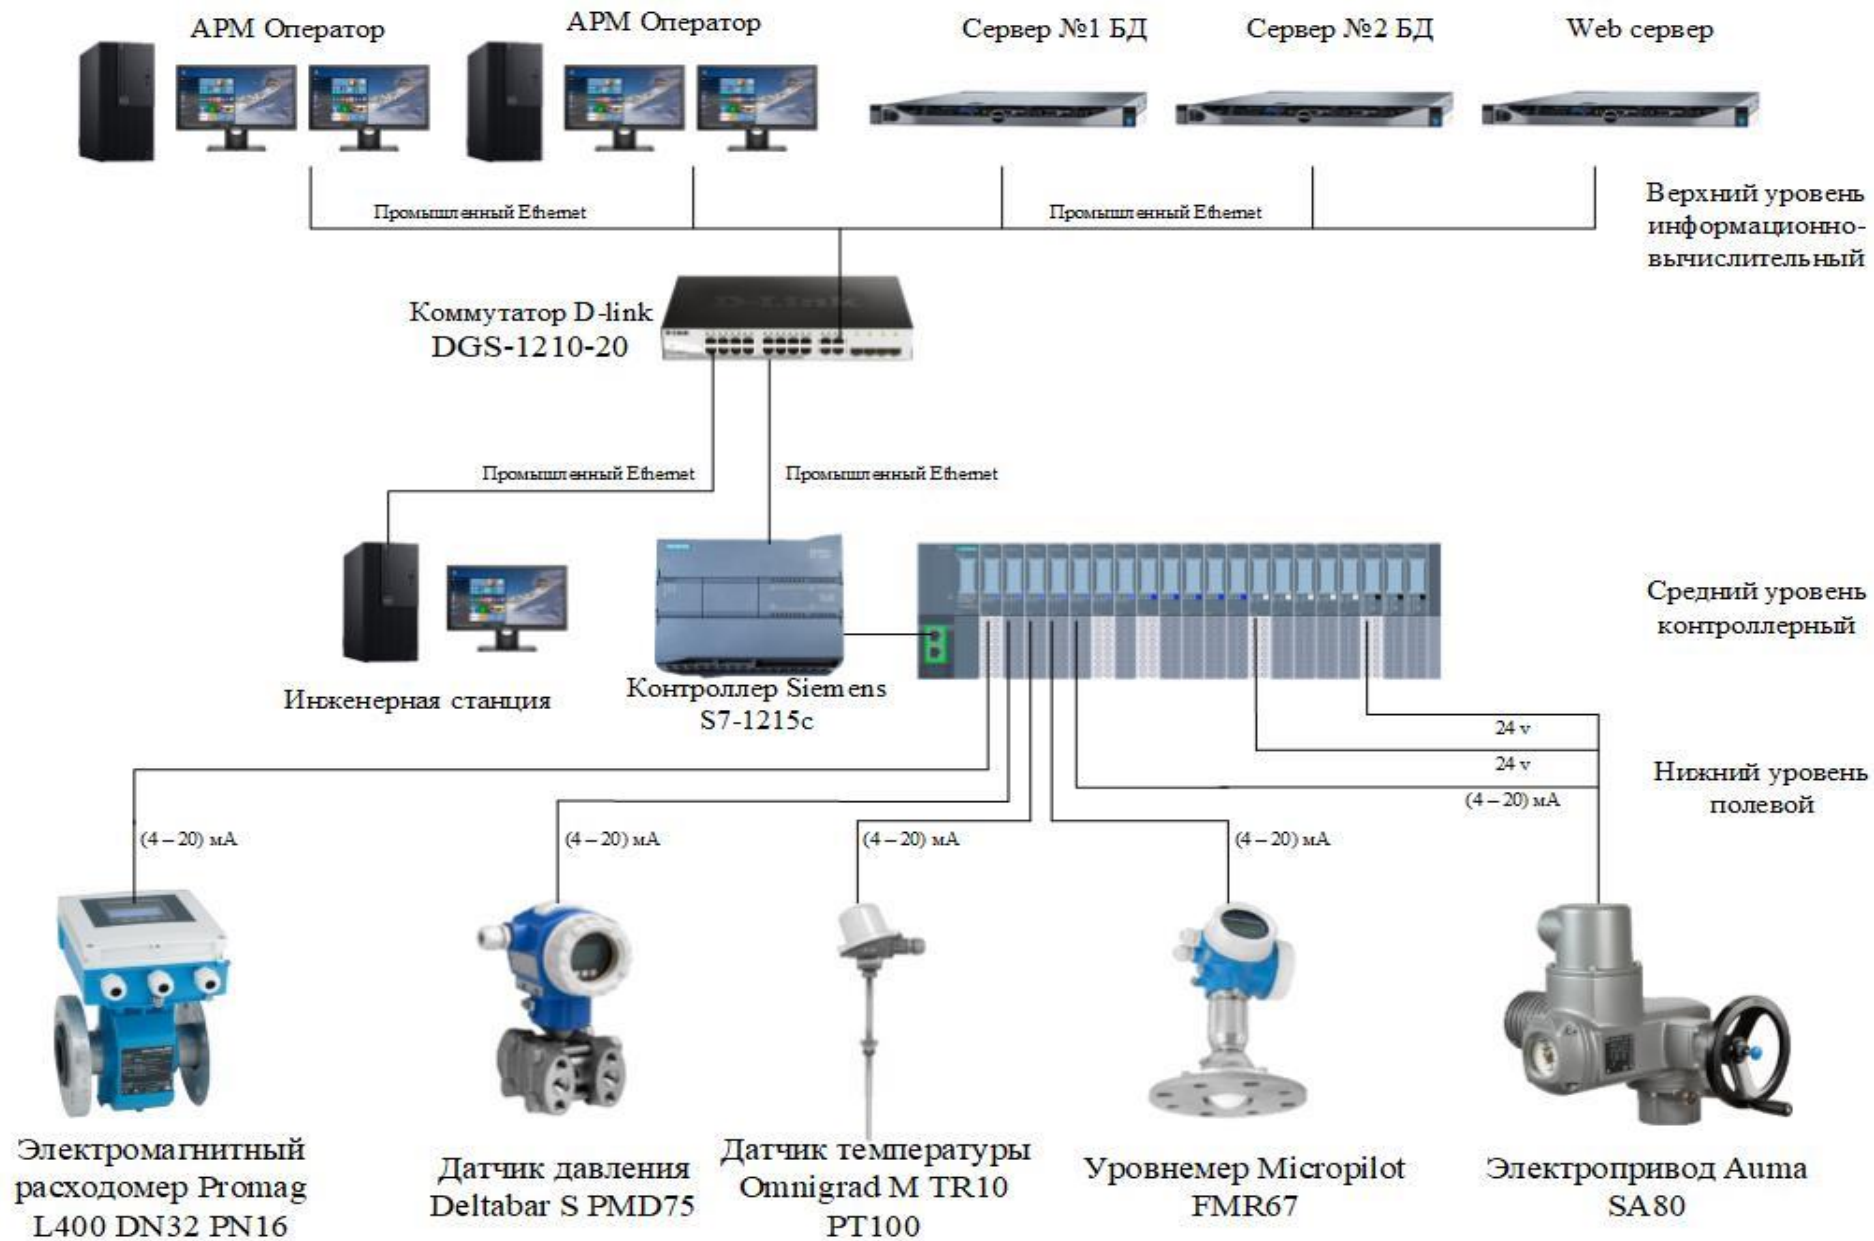 АРМ Оператор
АРМ Оператор
Сервер №1 БД
Сервер №2 БД
Web сервер
Промышленный Ethernet
Промышленный Ethernet
Верхний уровень
информационно-
вычислительный
Коммутатор D-link
DGS-1210-20
D-Link
Промышленный Ethernet
Промышленный Ethernet
Средний уровень
контроллерный
Инженерная станция
Контроллер Siemens
S7-1215c
24 v
24 v
(4 – 20) мА
Нижний уровень
полевой
(4 – 20) мА
(4 – 20) мА
(4 – 20) мА
(4 – 20) мА
Электромагнитный
расходомер Promag
L400 DN32 PN16
Датчик давления
Deltabar S PMD75
Датчик температуры
Omnigrad M TR10
PT100
Уровнемер Micropilot
FMR67
Электропривод Auma
SA80